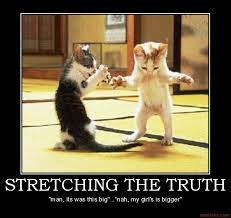 STRETCHING THE TRUTH
"man, its was this big"..."nah, my girl's is bigger"